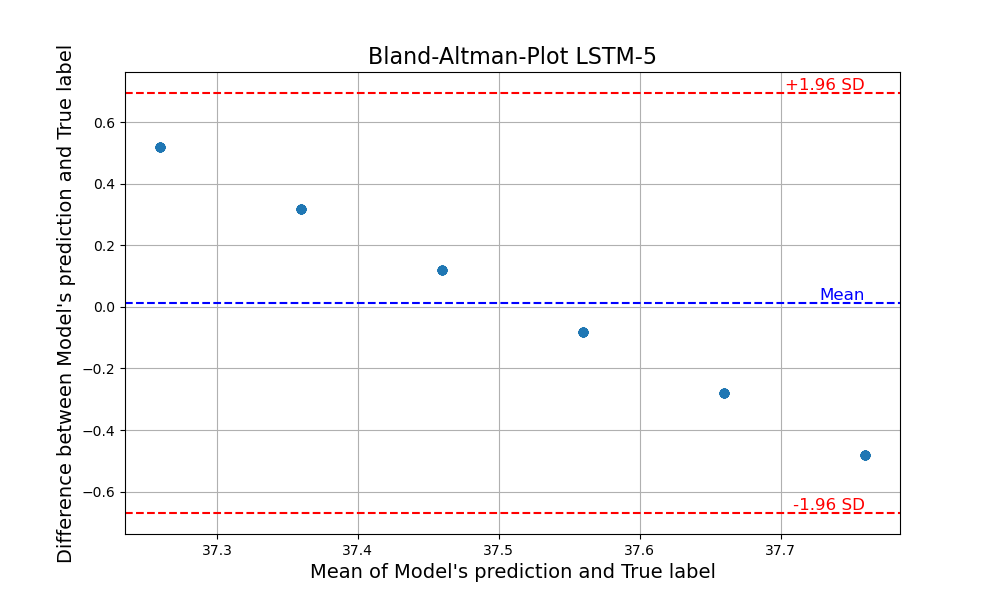 Bland-Altman-Plot LSTM-5
Difference between Model's prediction and True label
+1.96 SD
0.6
0.4
0.2
Mean
0.0
−0.2
−0.4
−0.6
-1.96 SD
37.3 37.4 37.5 37.6 37.7
Mean of Model's prediction and True label